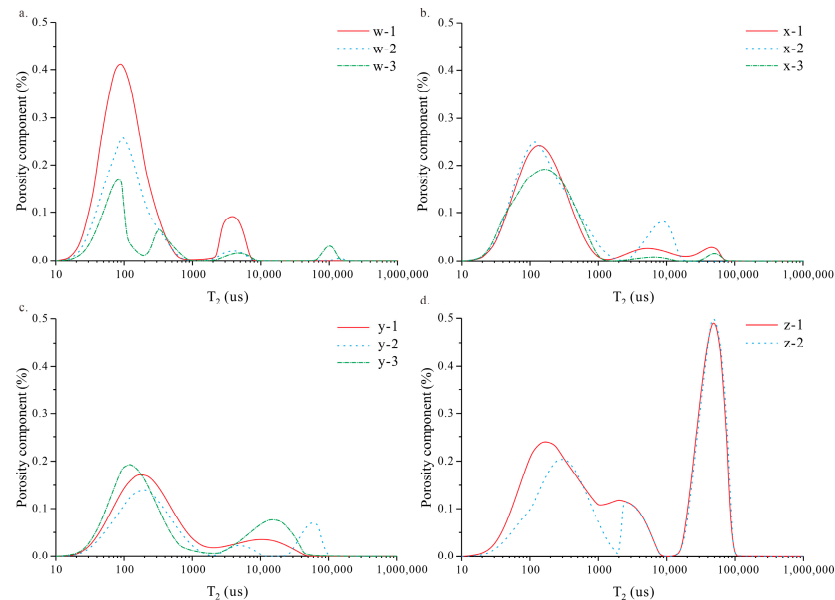 a.
0.5
0.4
0.3
0.2
0.1
0.0
Porosity component (%)
w-1
w-2
w-3
10 100 1000 10,000 100,000 1,000,000
T2 (us)
b.
0.5
0.4
0.3
0.2
0.1
0.0
Porosity component (%)
x-1
x-2
x-3
10 100 1000 10,000 100,000 1,000,000
T2 (us)
c.
0.5
0.4
0.3
0.2
0.1
0.0
Porosity component (%)
y-1
y-2
y-3
10 100 1000 10,000 100,000 1,000,000
T2 (us)
d.
0.5
0.4
0.3
0.2
0.1
0.0
Porosity component (%)
z-1
z-2
10 100 1000 10,000 100,000 1,000,000
T2 (us)